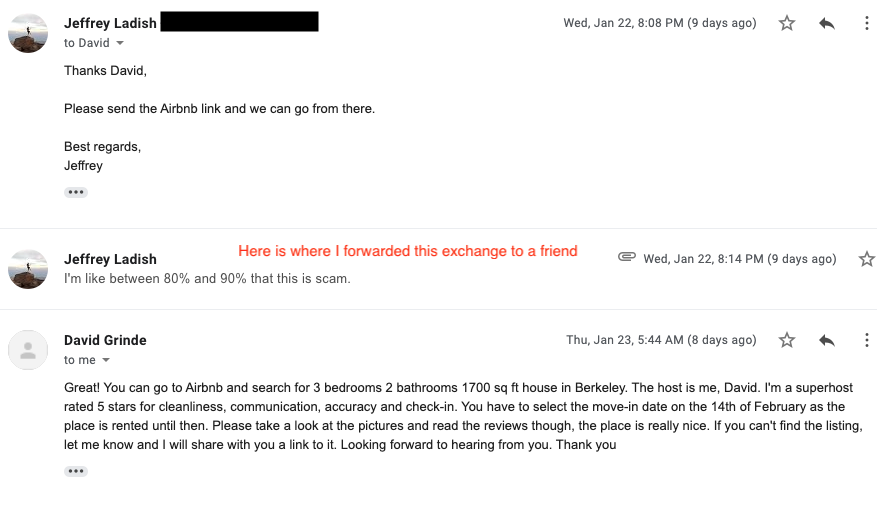 Jeffrey Ladish
Wed, Jan 22, 8:08 PM (9 days ago)
to David
Thanks David,
Please send the Airbnb link and we can go from there.
Best regards,
Jeffrey
Here is where I forwarded this exchange to a friend
Jeffrey Ladish
Wed, Jan 22, 8:14 PM (9 days ago)
I'm like between 80% and 90% that this is scam.
David Grinde
Thu, Jan 23, 5:44 AM (8 days ago)
to me
Great! You can go to Airbnb and search for 3 bedrooms 2 bathrooms 1700 sq ft house in Berkeley. The host is me, David. I'm a superhost
rated 5 stars for cleanliness, communication, accuracy and check-in. You have to select the move-in date on the 14th of February as the
place is rented until then. Please take a look at the pictures and read the reviews though, the place is really nice. If you can't find the listing,
let me know and I will share with you a link to it. Looking forward to hearing from you. Thank you